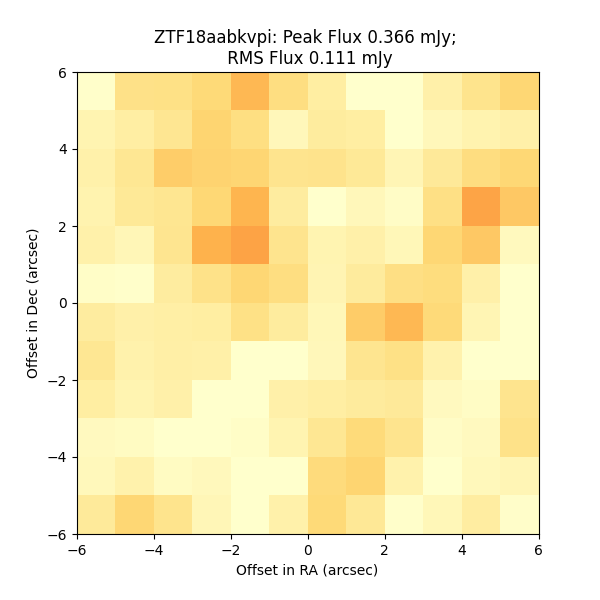 ZTF18aabkvpi: Peak Flux 0.366 mJy;
RMS Flux 0.111 mJy
6
4
2
0
−2
−4
−6
Offset in Dec (arcsec)
−6 −4 −2 0 2 4 6
Offset in RA (arcsec)